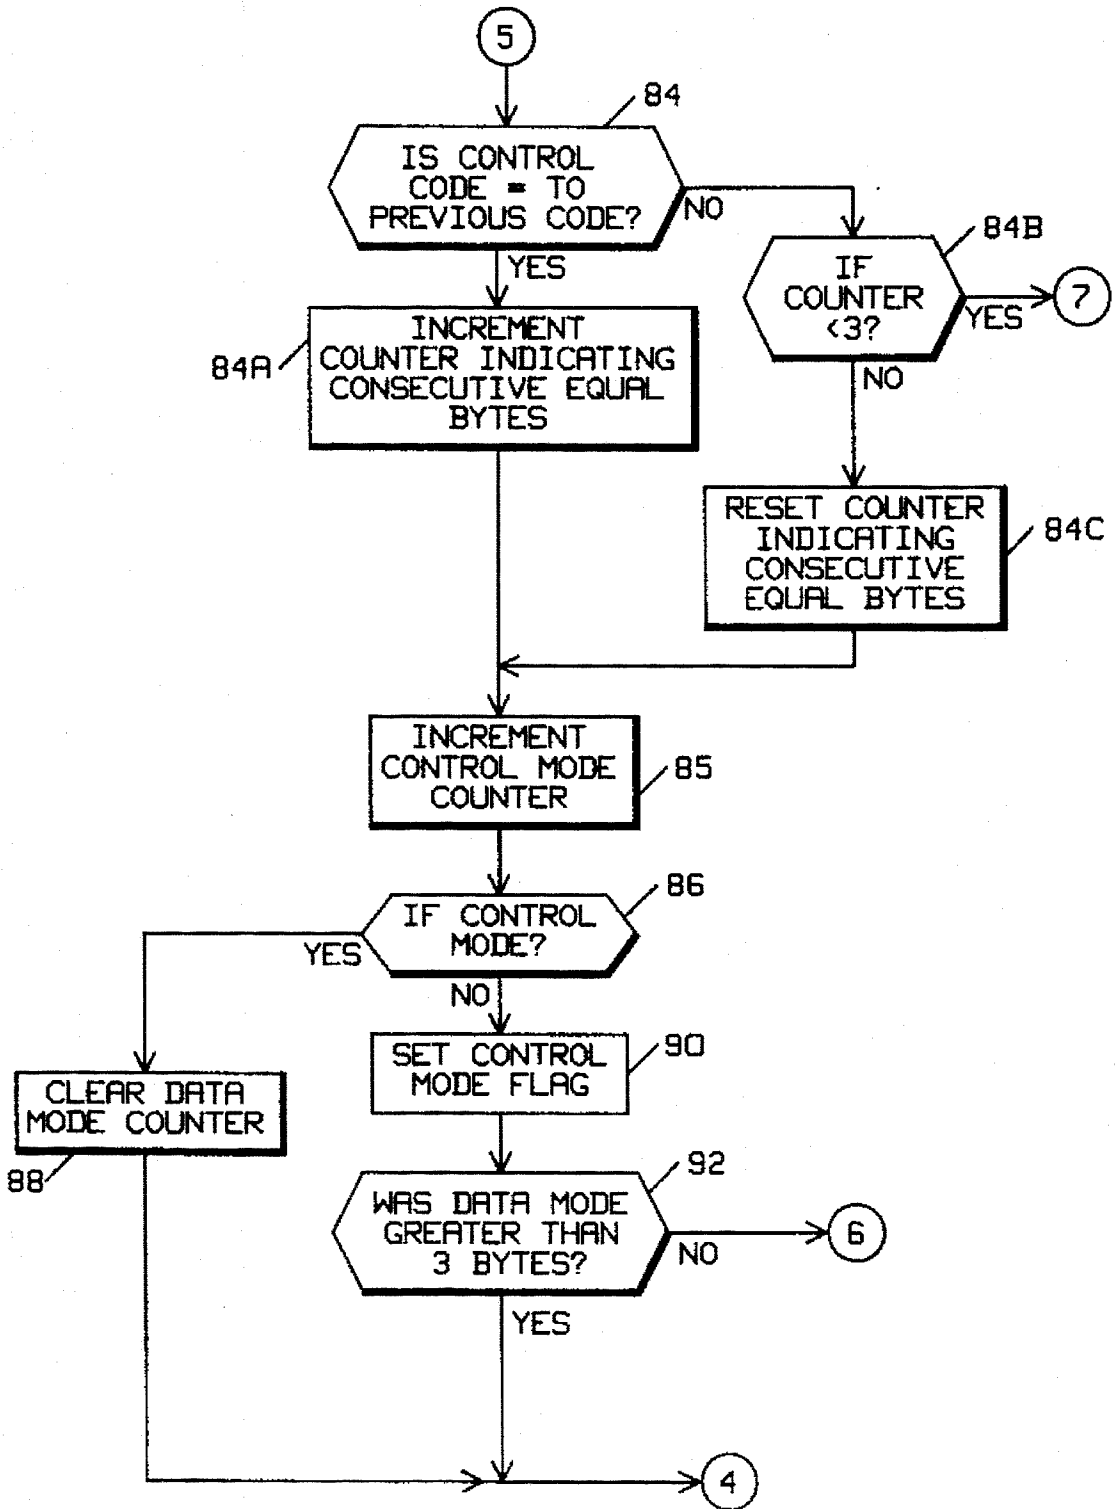 5
84
IS CONTROL
CODE = TO
PREVIOUS CODE?
NO
YES
84B
IF
COUNTER
<3?
YES
7
NO
84A
INCREMENT
COUNTER INDICATING
CONSECUTIVE EQUAL
BYTES
RESET COUNTER
INDICATING
CONSECUTIVE
EQUAL BYTES
84C
INCREMENT
CONTROL MODE
COUNTER
85
86
IF CONTROL
MODE?
YES
NO
SET CONTROL
MODE FLAG
90
CLEAR DATA
MODE COUNTER
88
92
WAS DATA MODE
GREATER THAN
3 BYTES?
NO
6
YES
4